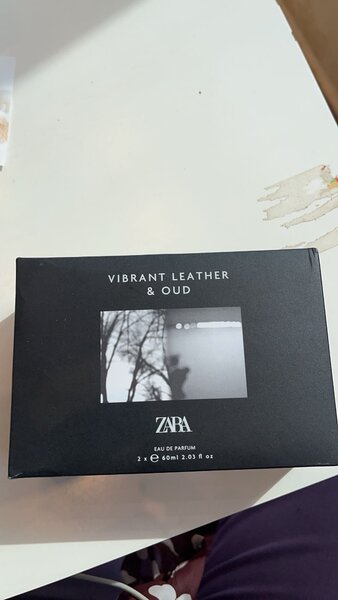 VIBRANT LEATHER
& OUD
ZARA
EAU DE PARFUM
2 x ℮ 60ml 2.03 fl oz